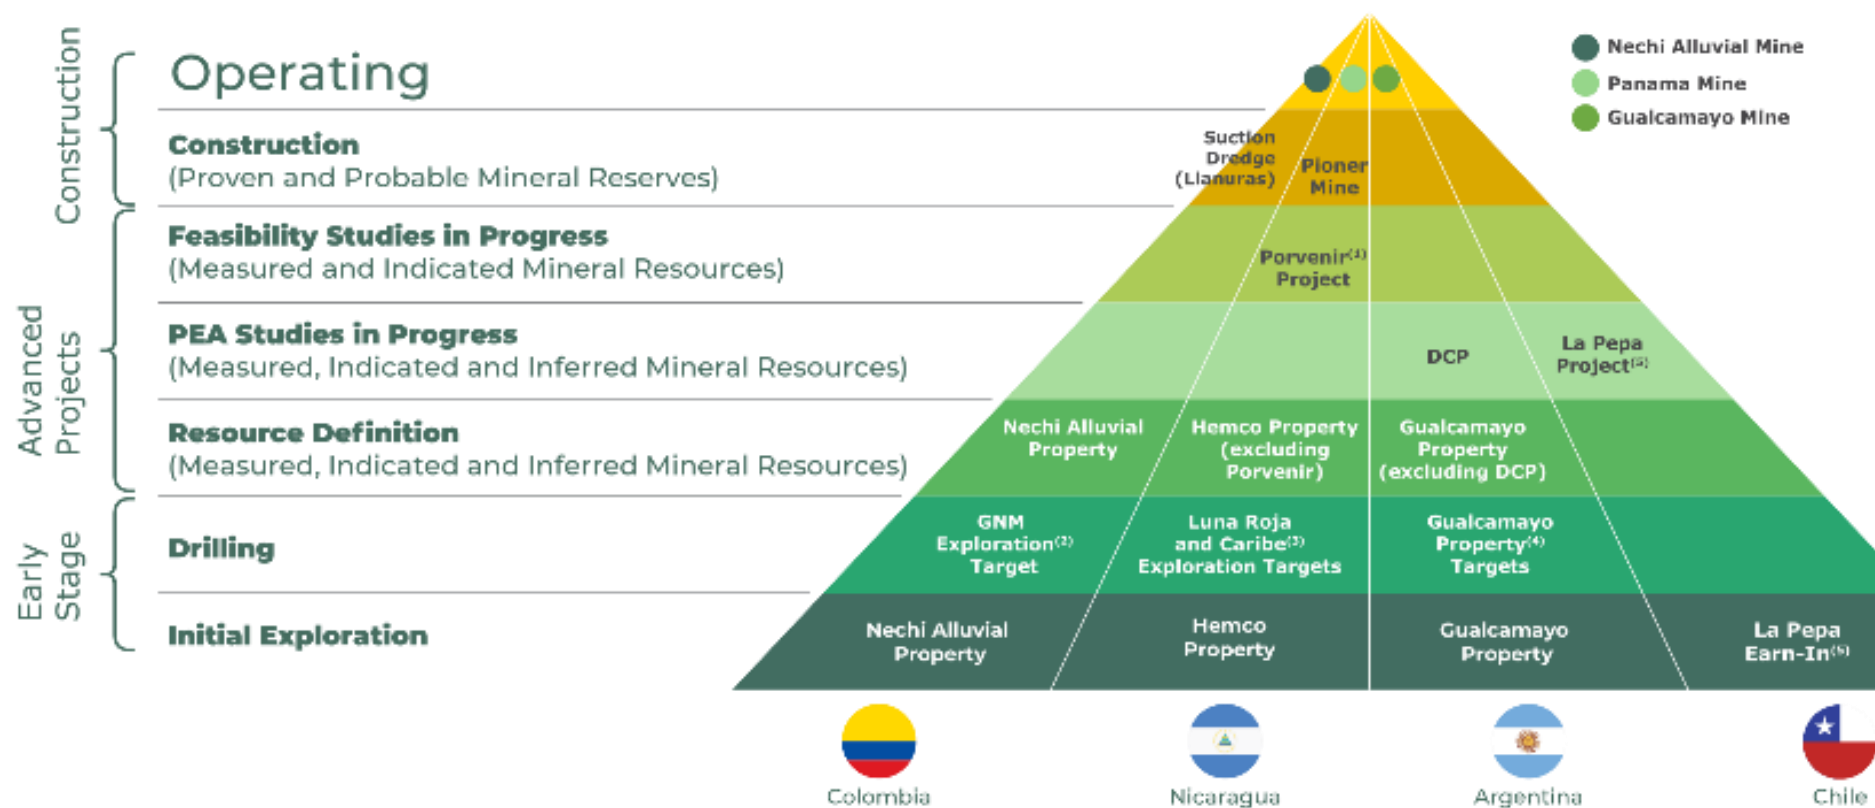 Construction
Advanced
Projects
Early
Stage
Operating
Construction
(Proven and Probable Mineral Reserves)
Feasibility Studies in Progress
(Measured and Indicated Mineral Resources)
PEA Studies in Progress
(Measured, Indicated and Inferred Mineral Resources)
Resource Definition
(Measured, Indicated and Inferred Mineral Resources)
Drilling
Initial Exploration
Nechi Alluvial Mine
Panama Mine
Gualcamayo Mine
Suction
Dredge
(Llanuras)
Pioner
Mine
Porvenir(1)
Project
DCP
La Pepa
Project(5)
Nechi Alluvial
Property
Hemco Property
(excluding
Porvenir)
Gualcamayo
Property
(excluding DCP)
GNM
Exploration(2)
Target
Luna Roja
and Caribe(3)
Exploration Targets
Gualcamayo
Property(4)
Targets
Nechi Alluvial
Property
Hemco
Property
Gualcamayo
Property
La Pepa
Earn-In(5)
Colombia
Nicaragua
Argentina
Chile